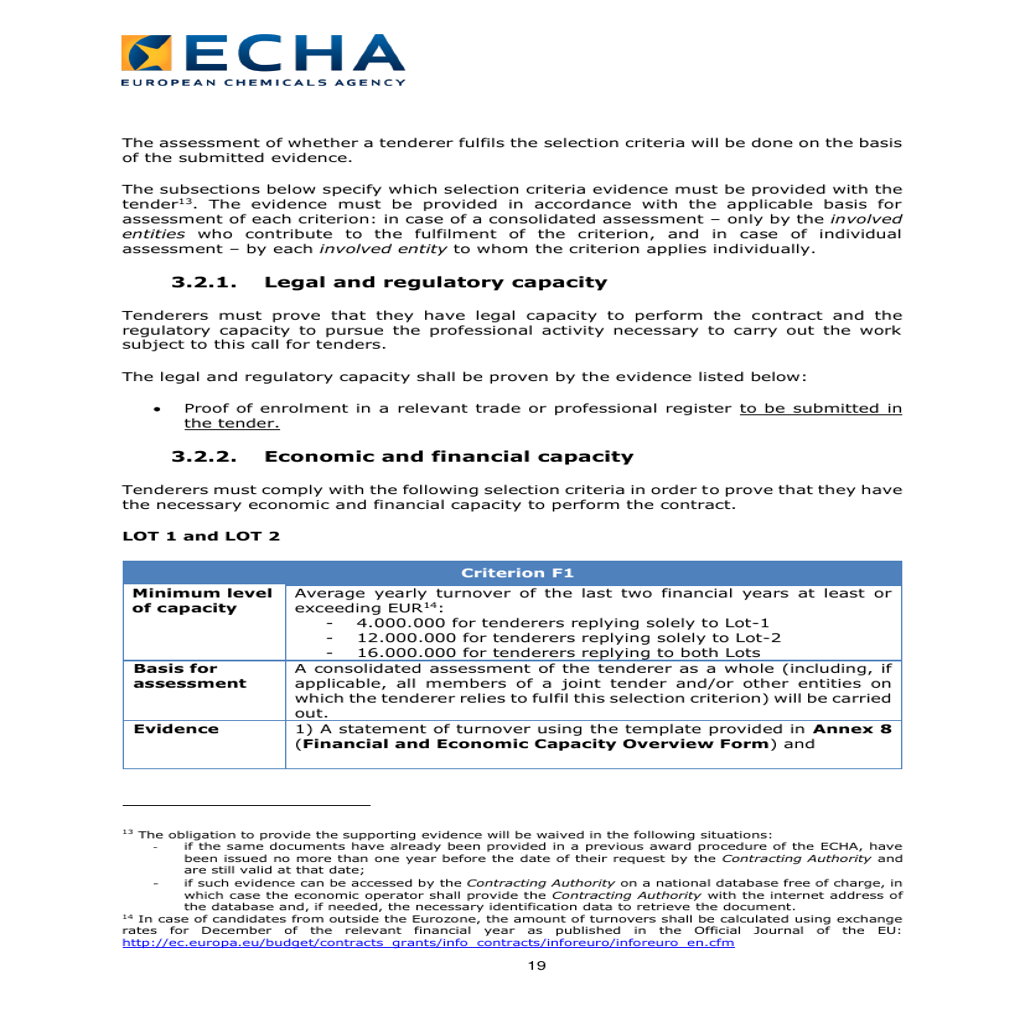 ECHA
EUROPEAN CHEMICALS AGENCY
The assessment of whether a tenderer fulfils the selection criteria will be done on the basis
of the submitted evidence.
The subsections below specify which selection criteria evidence must be provided with the
tender¹³. The evidence must be provided in accordance with the applicable basis for
assessment of each criterion: in case of a consolidated assessment – only by the involved
entities who contribute to the fulfilment of the criterion, and in case of individual
assessment – by each involved entity to whom the criterion applies individually.
3.2.1. Legal and regulatory capacity
Tenderers must prove that they have legal capacity to perform the contract and the
regulatory capacity to pursue the professional activity necessary to carry out the work
subject to this call for tenders.
The legal and regulatory capacity shall be proven by the evidence listed below:
• Proof of enrolment in a relevant trade or professional register to be submitted in
the tender.
3.2.2. Economic and financial capacity
Tenderers must comply with the following selection criteria in order to prove that they have
the necessary economic and financial capacity to perform the contract.
LOT 1 and LOT 2
Criterion F1
Minimum level
of capacity
Average yearly turnover of the last two financial years at least or
exceeding EUR¹⁴:
- 4.000.000 for tenderers replying solely to Lot-1
- 12.000.000 for tenderers replying solely to Lot-2
- 16.000.000 for tenderers replying to both Lots
Basis for
assessment
A consolidated assessment of the tenderer as a whole (including, if
applicable, all members of a joint tender and/or other entities on
which the tenderer relies to fulfil this selection criterion) will be carried
out.
Evidence
1) A statement of turnover using the template provided in Annex 8
(Financial and Economic Capacity Overview Form) and
¹³ The obligation to provide the supporting evidence will be waived in the following situations:
- if the same documents have already been provided in a previous award procedure of the ECHA, have
been issued no more than one year before the date of their request by the Contracting Authority and
are still valid at that date;
- if such evidence can be accessed by the Contracting Authority on a national database free of charge, in
which case the economic operator shall provide the Contracting Authority with the internet address of
the database and, if needed, the necessary identification data to retrieve the document.
¹⁴ In case of candidates from outside the Eurozone, the amount of turnovers shall be calculated using exchange
rates for December of the relevant financial year as published in the Official Journal of the EU:
http://ec.europa.eu/budget/contracts_grants/info_contracts/inforeuro/inforeuro_en.cfm
19